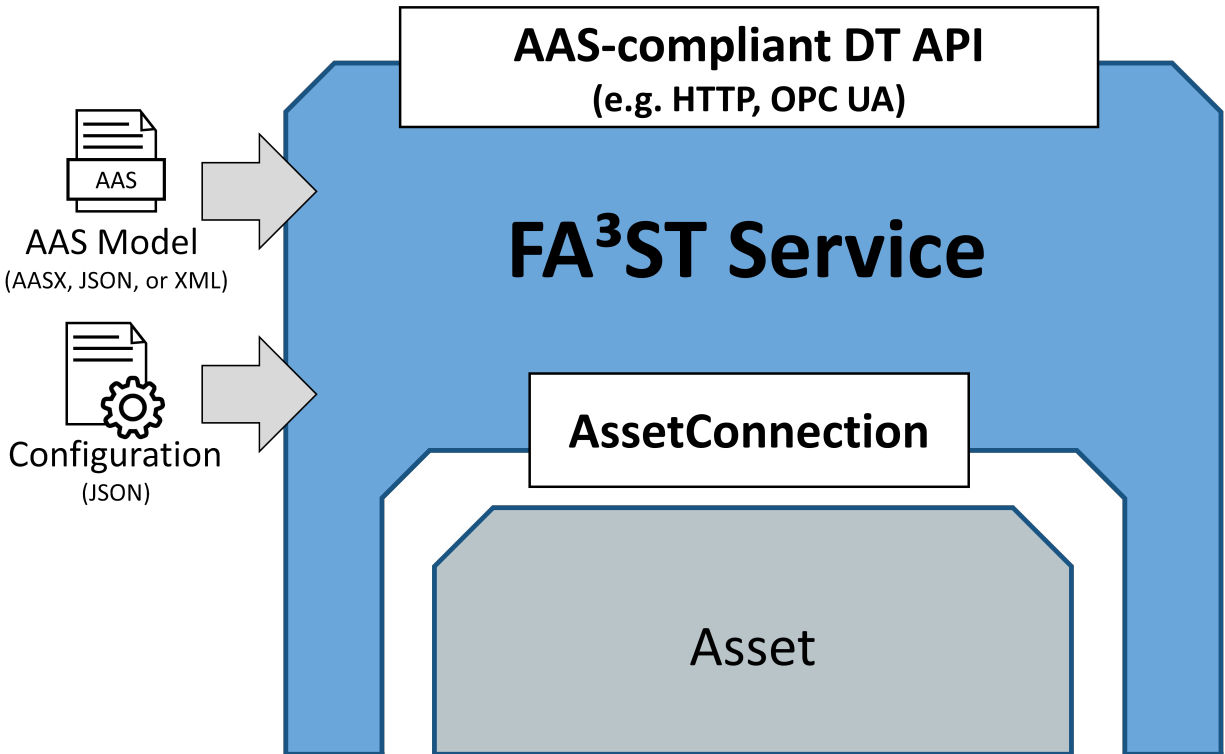 AAS-compliant DT API
(e.g. HTTP, OPC UA)
AAS
AAS Model
(AASX, JSON, or XML)
FA³ST Service
Configuration
(JSON)
AssetConnection
Asset